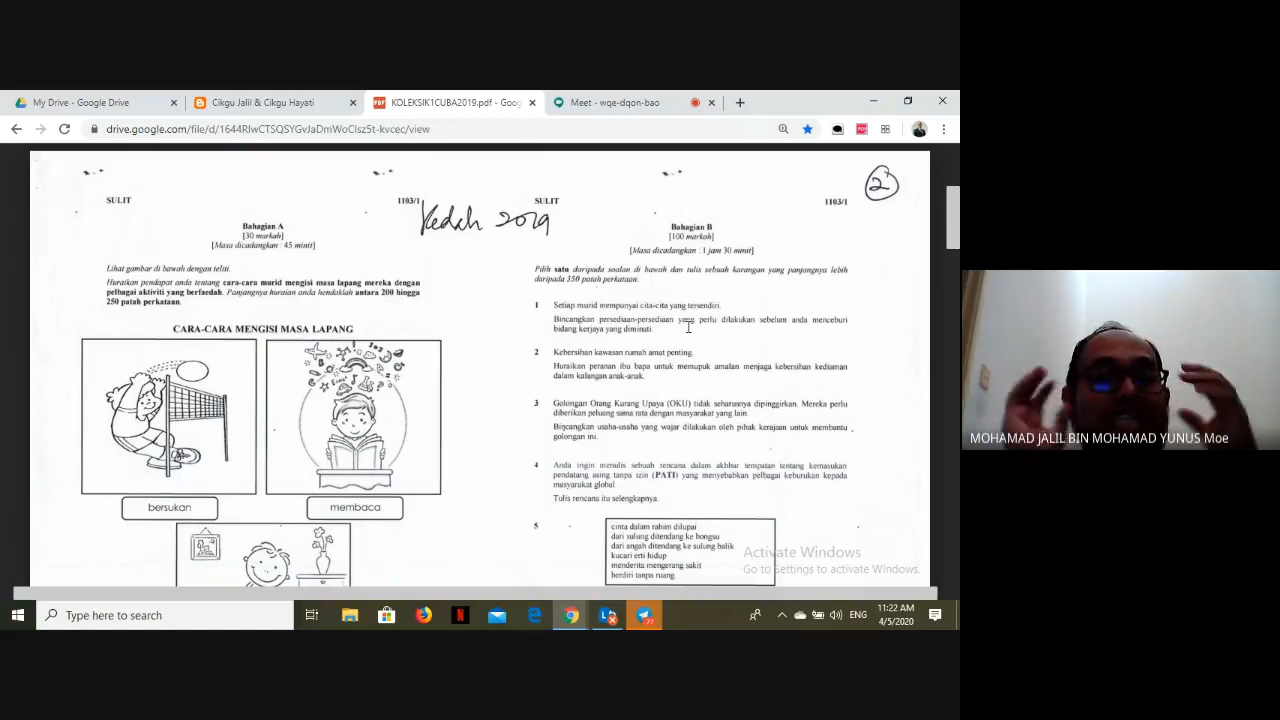 My Drive - Google Drive
Cikgu Jalil & Cikgu Hayati
KOLEKSIK1CUBA2019.pdf - Goog
Meet - wqe-dqon-bao
drive.google.com/file/d/1644RIwCTSQSYGvJaDmWoCIsz5t-kvcec/view
SULIT
1103/1
Kedah 2019
Bahagian A
[30 markah]
[Masa dicadangkan : 45 minit]
Lihat gambar di bawah dengan teliti.
Huraikan pendapat anda tentang cara-cara murid mengisi masa lapang mereka dengan
pelbagai aktiviti yang berfaedah. Panjangnya huraian anda hendaklah antara 200 hingga
250 patah perkataan.
CARA-CARA MENGISI MASA LAPANG
bersukan
membaca
SULIT
1103/1
2
Bahagian B
[100 markah]
[Masa dicadangkan : 1 jam 30 minit]
Pilih satu daripada soalan di bawah dan tulis sebuah karangan yang panjangnya lebih
daripada 350 patah perkataan.
1 Setiap murid mempunyai cita-cita yang tersendiri.
Bincangkan persediaan-persediaan yang perlu dilakukan sebelum anda menceburi
bidang kerjaya yang diminati.
2 Kebersihan kawasan rumah amat penting.
Huraikan peranan ibu bapa untuk memupuk amalan menjaga kebersihan kediaman
dalam kalangan anak-anak.
3 Golongan Orang Kurang Upaya (OKU) tidak seharusnya dipinggirkan. Mereka perlu
diberikan peluang sama rata dengan masyarakat yang lain.
Bincangkan usaha-usaha yang wajar dilakukan oleh pihak kerajaan untuk membantu
golongan ini.
4 Anda ingin menulis sebuah rencana dalam akhbar tempatan tentang kemasukan
pendatang asing tanpa izin (PATI) yang menyebabkan pelbagai keburukan kepada
masyarakat global.
Tulis rencana itu selengkapnya.
5 cinta dalam rahim dilupai
dari sulung ditendang ke bongsu
dari angah ditendang ke sulung balik
kucari erti hidup
menderita mengerang sakit
berdiri tanpa ruang.
Activate Windows
Go to Settings to activate Windows.
MOHAMAD JALIL BIN MOHAMAD YUNUS Moe
Type here to search
ENG
11:22 AM
4/5/2020